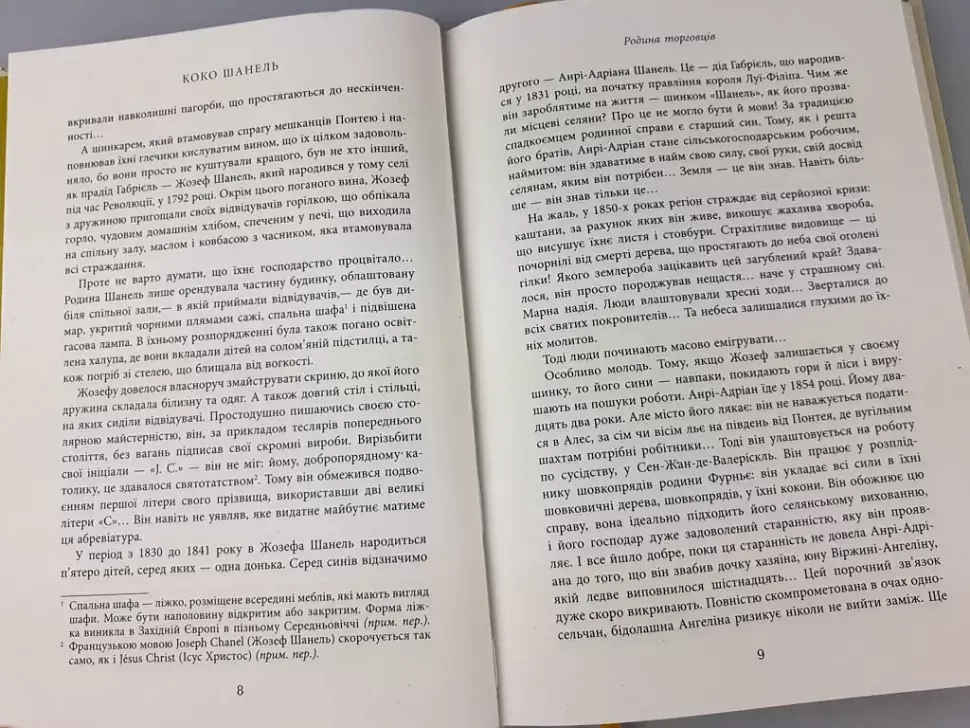 КОКО ШАНЕЛЬ
вкривали навколишні пагорби, що простягаються до нескінчен-
ності…
А шинкарем, який втамовував спрагу мешканців Понтею і на-
повнював їхні глечики кислуватим вином, що їх цілком задоволь-
няло, бо вони просто не куштували кращого, був не хто інший,
як прадід Габрієль — Жозеф Шанель, який народився у тому селі
під час Революції, у 1792 році. Окрім цього поганого вина, Жозеф
з дружиною пригощали своїх відвідувачів горілкою, що обпікала
горло, чудовим домашнім хлібом, спеченим у печі, що виходила
на спільну залу, маслом і ковбасою з часником, яка втамовувала
всі страждання.
Проте не варто думати, що їхнє господарство процвітало…
Родина Шанель лише орендувала частину будинку, облаштовану
біля спільної зали,— в якій приймали відвідувачів,— де був ди-
мар, укритий чорними плямами сажі, спальна шафа¹ і підвішена
гасова лампа. В їхньому розпорядженні була також погано освіт-
лена халупа, де вони вкладали дітей на солом'яній підстилці, а та-
кож погріб зі стелею, що блищала від вогкості.
Жозефу довелося власноруч змайструвати скриню, до якої його
дружина складала білизну та одяг. А також довгий стіл і стільці,
на яких сиділи відвідувачі. Простодушно пишаючись своєю сто-
лярною майстерністю, він, за прикладом теслярів попереднього
століття, без вагань підписав свої скромні вироби. Вирізьбити
свої ініціали — «J. C.» — він не міг: йому, добропорядному ка-
толику, це здавалося святотатством². Тому він обмежився подво-
єнням першої літери свого прізвища, використавши дві великі
літери «С»… Він навіть не уявляв, яке видатне майбутнє матиме
ця абревіатура.
У період з 1830 до 1841 року в Жозефа Шанель народиться
п'ятеро дітей, серед яких — одна донька. Серед синів відзначимо
¹ Спальна шафа — ліжко, розміщене всередині меблів, які мають вигляд
шафи. Може бути наполовину відкритим або закритим. Форма ліж-
ка виникла в Західній Європі в пізньому Середньовіччі (прим. пер.).
² Французькою мовою Joseph Chanel (Жозеф Шанель) скорочується так
само, як і Jésus Christ (Ісус Христос) (прим. пер.).
8
Родина торговців
другого — Анрі-Адріана Шанель. Це — дід Габрієль, що народив-
ся у 1831 році, на початку правління короля Луї-Філіпа. Чим же
він зароблятиме на життя — шинком «Шанель», як його прозва-
ли місцеві селяни? Про це не могло бути й мови! За традицією
спадкоємцем родинної справи є старший син. Тому, як і решта
його братів, Анрі-Адріан стане сільськогосподарським робочим,
наймитом: він здаватиме в найм свою силу, свої руки, свій досвід
селянам, яким він потрібен… Земля — це він знав. Навіть біль-
ше — він знав тільки це…
На жаль, у 1850-х роках регіон страждає від серйозної кризи:
каштани, за рахунок яких він живе, викошує жахлива хвороба,
що висушує їхнє листя і стовбури. Страхітливе видовище — ці
почорнілі від смерті дерева, що простягають до неба свої оголені
гілки! Якого землероба зацікавить цей загублений край? Здава-
лося, він просто породжував нещастя… наче у страшному сні.
Марна надія. Люди влаштовували хресні ходи… Зверталися до
всіх святих покровителів… Та небеса залишалися глухими до їх-
ніх молитов.
Тоді люди починають масово емігрувати…
Особливо молодь. Тому, якщо Жозеф залишається у своєму
шинку, то його сини — навпаки, покидають гори й ліси і виру-
шають на пошуки роботи. Анрі-Адріан їде у 1854 році. Йому два-
дцять два роки. Але місто його лякає: він не наважується податис-
ся в Алес, за сім чи вісім льє на південь від Понтея, де вугільним
шахтам потрібні робітники… Тоді він улаштовується на роботу
по сусідству, у Сен-Жан-де-Валеріскль. Він працює у розплід-
нику шовкопрядів родини Фурньє: він укладає всі сили в їхні
шовковичні дерева, шовкопрядів, у їхні кокони. Він обожнює цю
справу, вона ідеально підходить його селянському вихованню,
і його господар дуже задоволений старанністю, яку він прояв-
ляє. І все йшло добре, поки ця старанність не довела Анрі-Адрі-
ана до того, що він звабив дочку хазяїна, юну Віржині-Ангеліну,
якій ледве виповнилося шістнадцять… Цей порочний зв'язок
дуже скоро викривають. Повністю скомпрометована в очах одно-
сельчан, бідолашна Ангеліна ризикує ніколи не вийти заміж. Ще
9